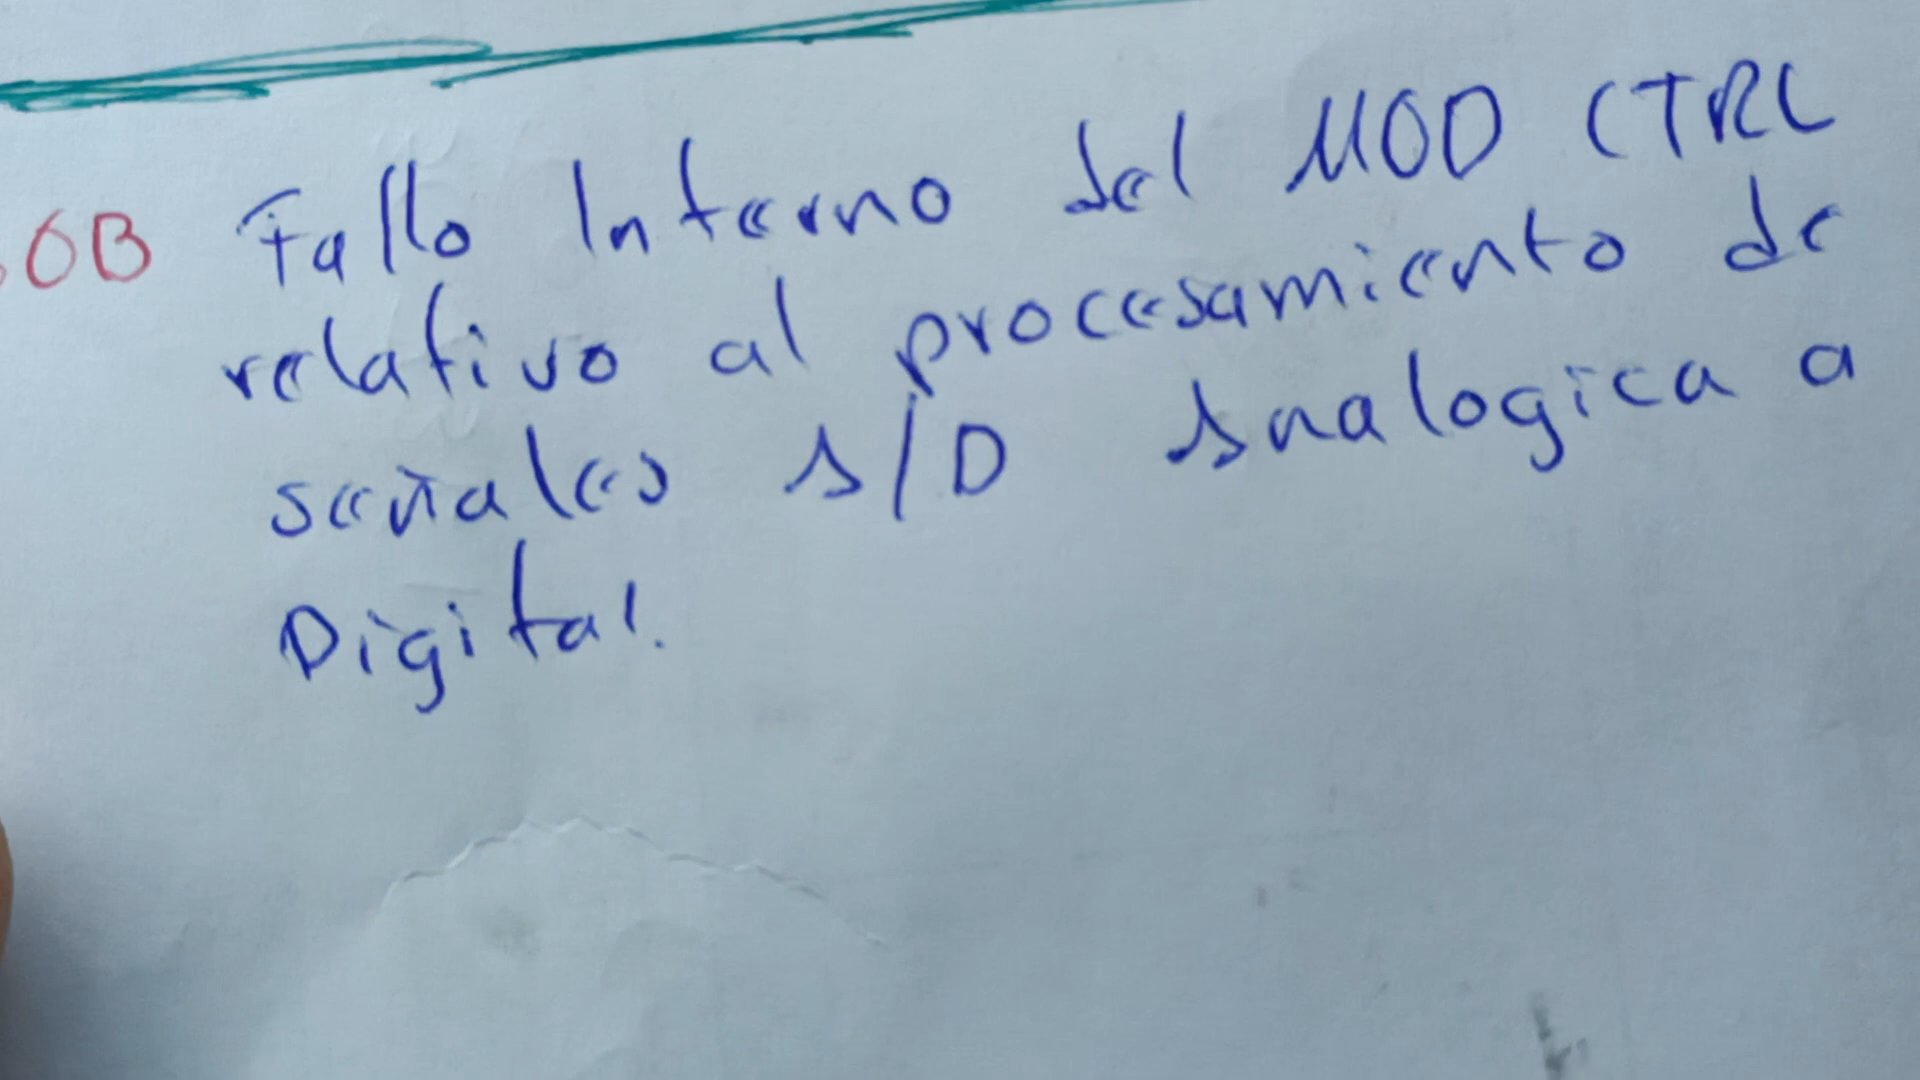 0B Fallo Interno del MOD CTRL
relativo al procesamiento de
señales A/D Analogica a
Digital.